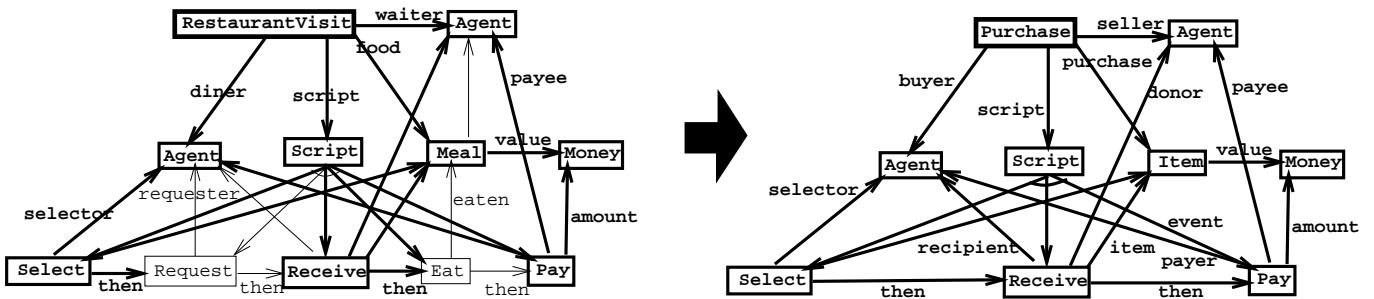 RestaurantVisit
waiter
Agent
food
payee
diner
script
Agent
Script
Meal
value
Money
requester
eaten
selector
amount
Select
then
Request
then
Receive
then
Eat
then
Pay
Purchase
seller
Agent
purchase
buyer
donor
payee
script
Agent
Script
Item
value
Money
selector
event
amount
recipient
item
payer
Select
then
Receive
then
Pay